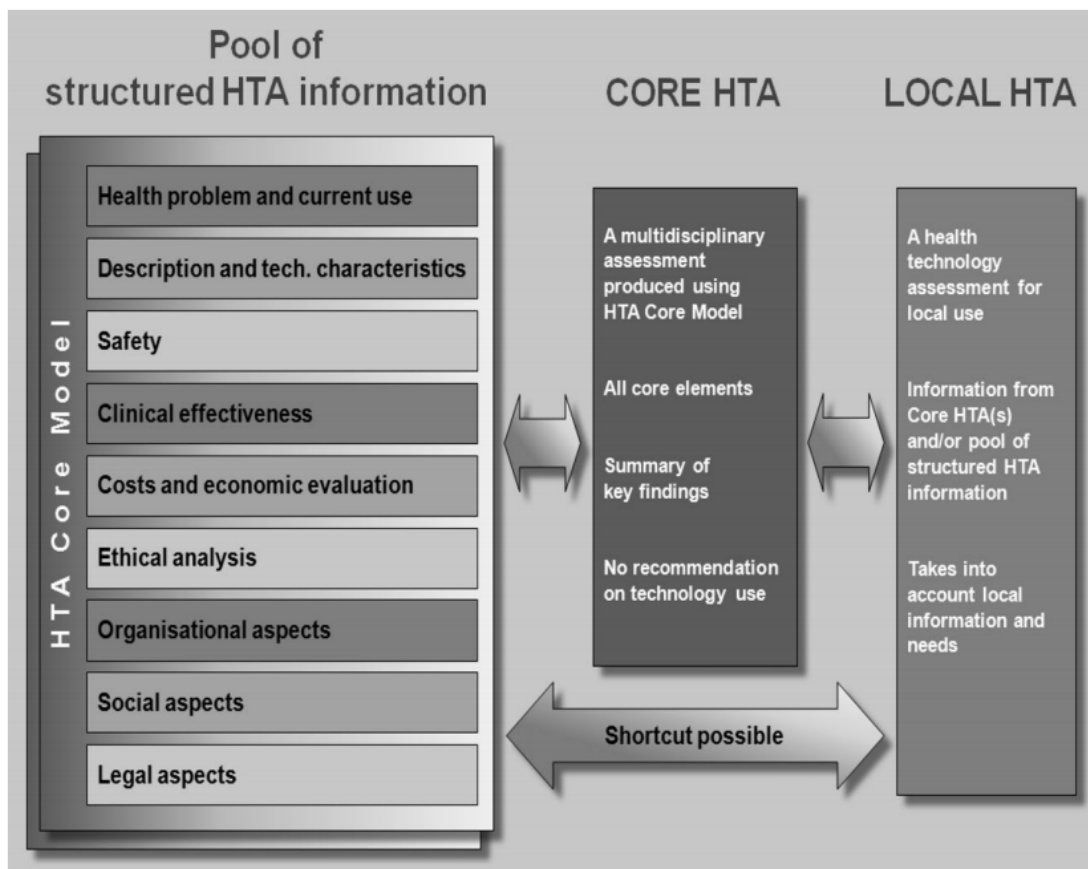 Pool of
structured HTA information
CORE HTA
LOCAL HTA
HTA Core Model
Health problem and current use
Description and tech. characteristics
Safety
Clinical effectiveness
Costs and economic evaluation
Ethical analysis
Organisational aspects
Social aspects
Legal aspects
A multidisciplinary
assessment
produced using
HTA Core Model
All core elements
Summary of
key findings
No recommendation
on technology use
A health
technology
assessment for
local use
Information from
Core HTA(s)
and/or pool of
structured HTA
information
Takes into
account local
information and
needs
Shortcut possible